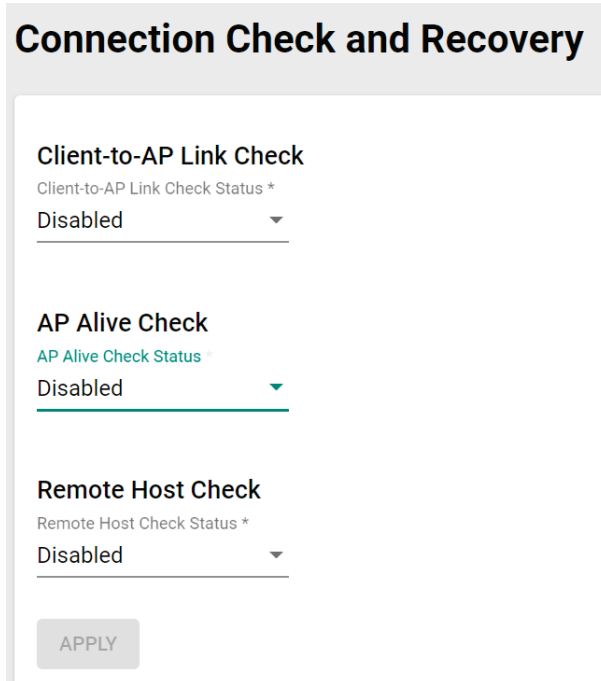 Connection Check and Recovery
Client-to-AP Link Check
Client-to-AP Link Check Status *
Disabled
AP Alive Check
AP Alive Check Status *
Disabled
Remote Host Check
Remote Host Check Status *
Disabled
APPLY